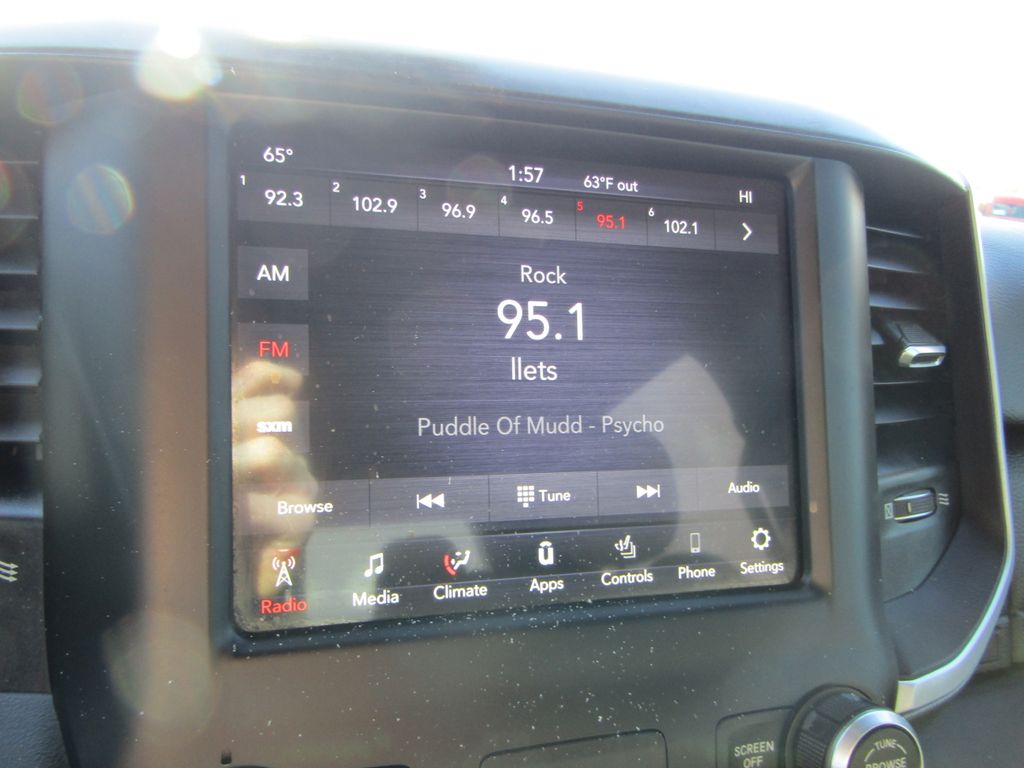 65°
1:57
63°F out
HI
1 92.3
2 102.9
3 96.9
4 96.5
5 95.1
6 102.1
AM
FM
sxm
Rock
95.1
llets
Puddle Of Mudd - Psycho
Browse
Tune
Audio
Radio
Media
Climate
Apps
Controls
Phone
Settings
SCREEN
OFF
TUNE
BROWSE